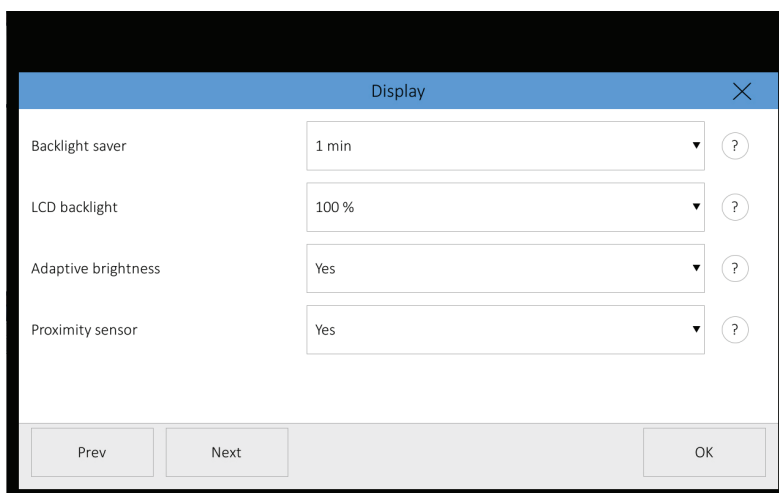 Display
Backlight saver 1 min ?
LCD backlight 100 % ?
Adaptive brightness Yes ?
Proximity sensor Yes ?
Prev Next OK